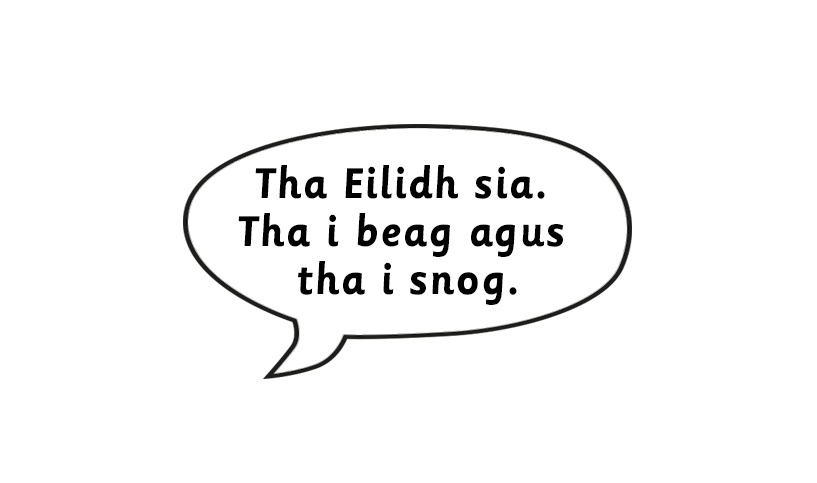 Tha Eilidh sia.
Tha i beag agus
tha i snog.